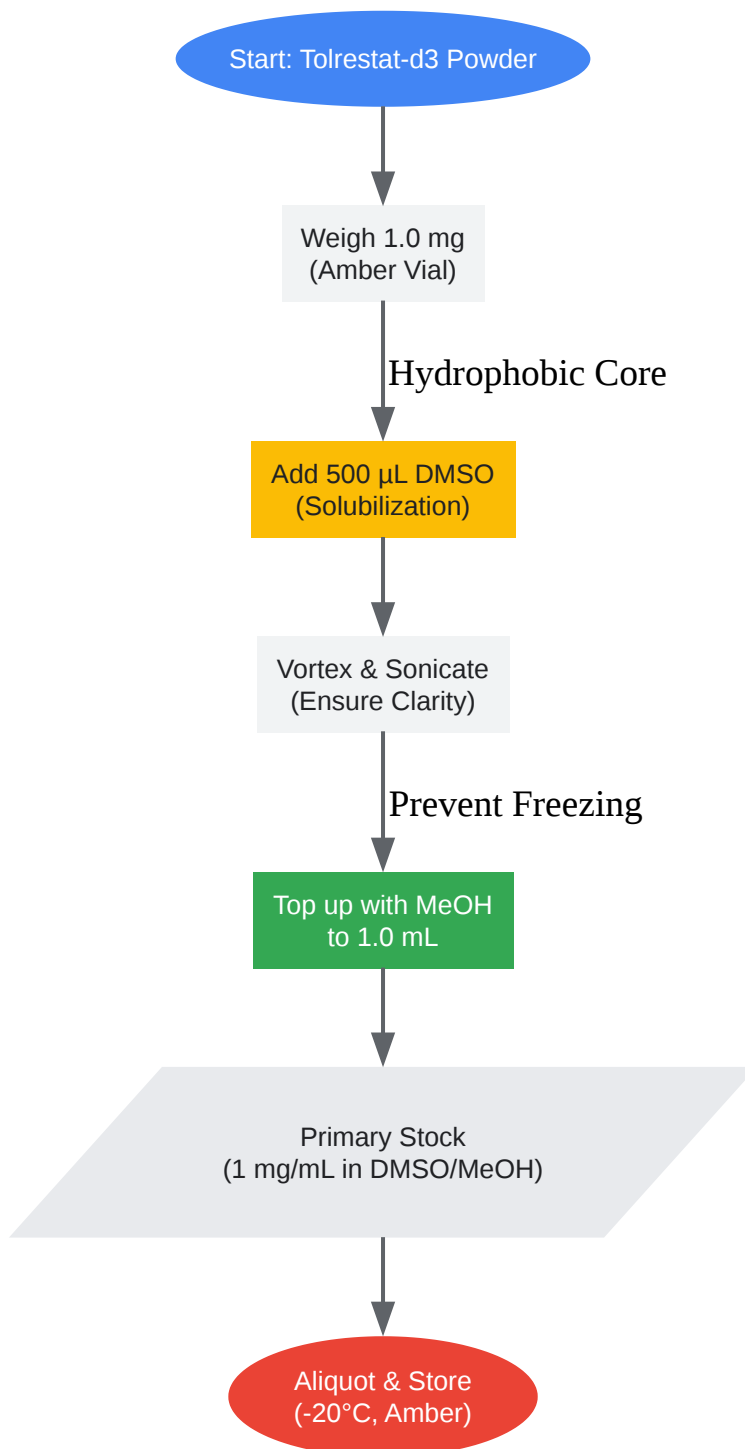 Start: Tolrestat-d3 Powder
Weigh 1.0 mg
(Amber Vial)
Hydrophobic Core
Add 500 µL DMSO
(Solubilization)
Vortex & Sonicate
(Ensure Clarity)
Prevent Freezing
Top up with MeOH
to 1.0 mL
Primary Stock
(1 mg/mL in DMSO/MeOH)
Aliquot & Store
(-20°C, Amber)